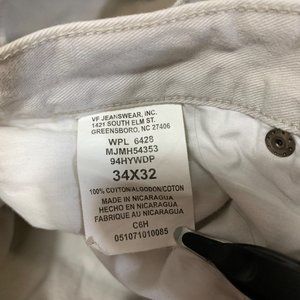 VF JEANSWEAR, INC.
1421 SOUTH ELM ST.
GREENSBORO, NC 27406
WPL 6428
MJMH54353
94HYWDP
34X32
100% COTTON/ALGODON/COTON
MADE IN NICARAGUA
HECHO EN NICARAGUA
FABRIQUE AU NICARAGUA
C6H
051071010085